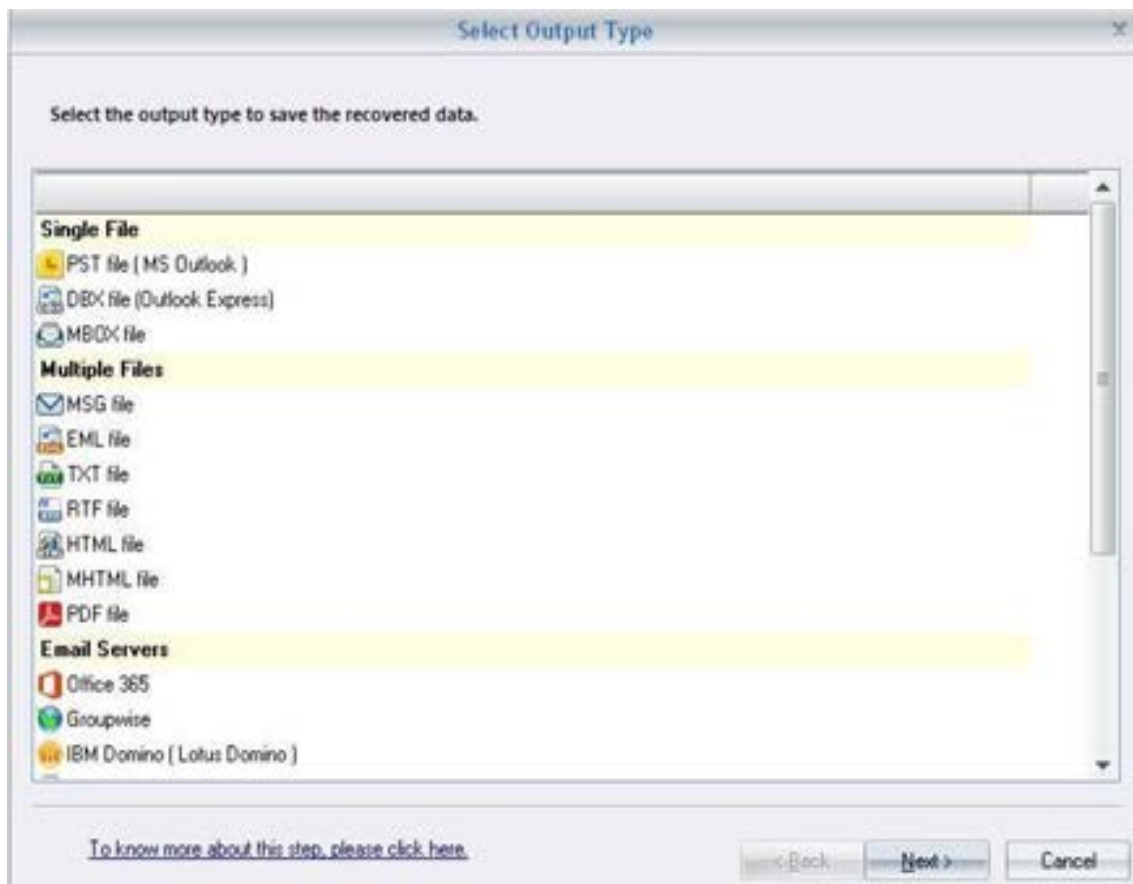 Select Output Type
Select the output type to save the recovered data.
Single File
PST file ( MS Outlook )
DBX file (Outlook Express)
MBOX file
Multiple Files
MSG file
EML file
TXT file
RTF file
HTML file
MHTML file
PDF file
Email Servers
Office 365
Groupwise
IBM Domino ( Lotus Domino )
To know more about this step, please click here.
< Back
Next >
Cancel